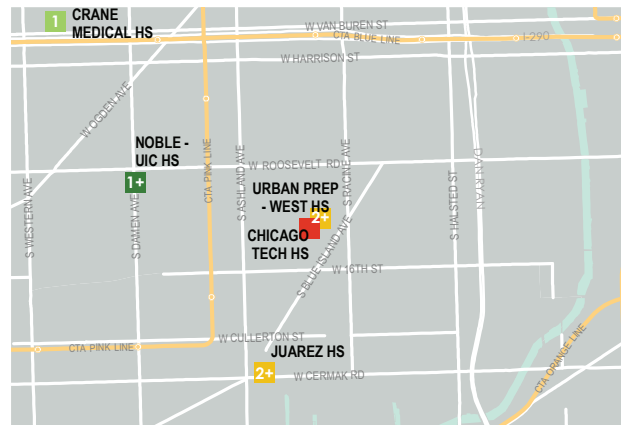 1
CRANE
MEDICAL HS
W VAN BUREN ST
CTA BLUE LINE
I-290
W HARRISON ST
W OGDEN AVE
NOBLE -
UIC HS
1+
W ROOSEVELT RD
S WESTERN AVE
S DAMEN AVE
CTA PINK LINE
S ASHLAND AVE
S RACINE AVE
S HALSTED ST
DAN RYAN
URBAN PREP
- WEST HS
2+
CHICAGO
TECH HS
S BLUE ISLAND AVE
W 16TH ST
W CULLERTON ST
CTA PINK LINE
JUAREZ HS
2+
W CERMAK RD
CTA ORANGE LINE